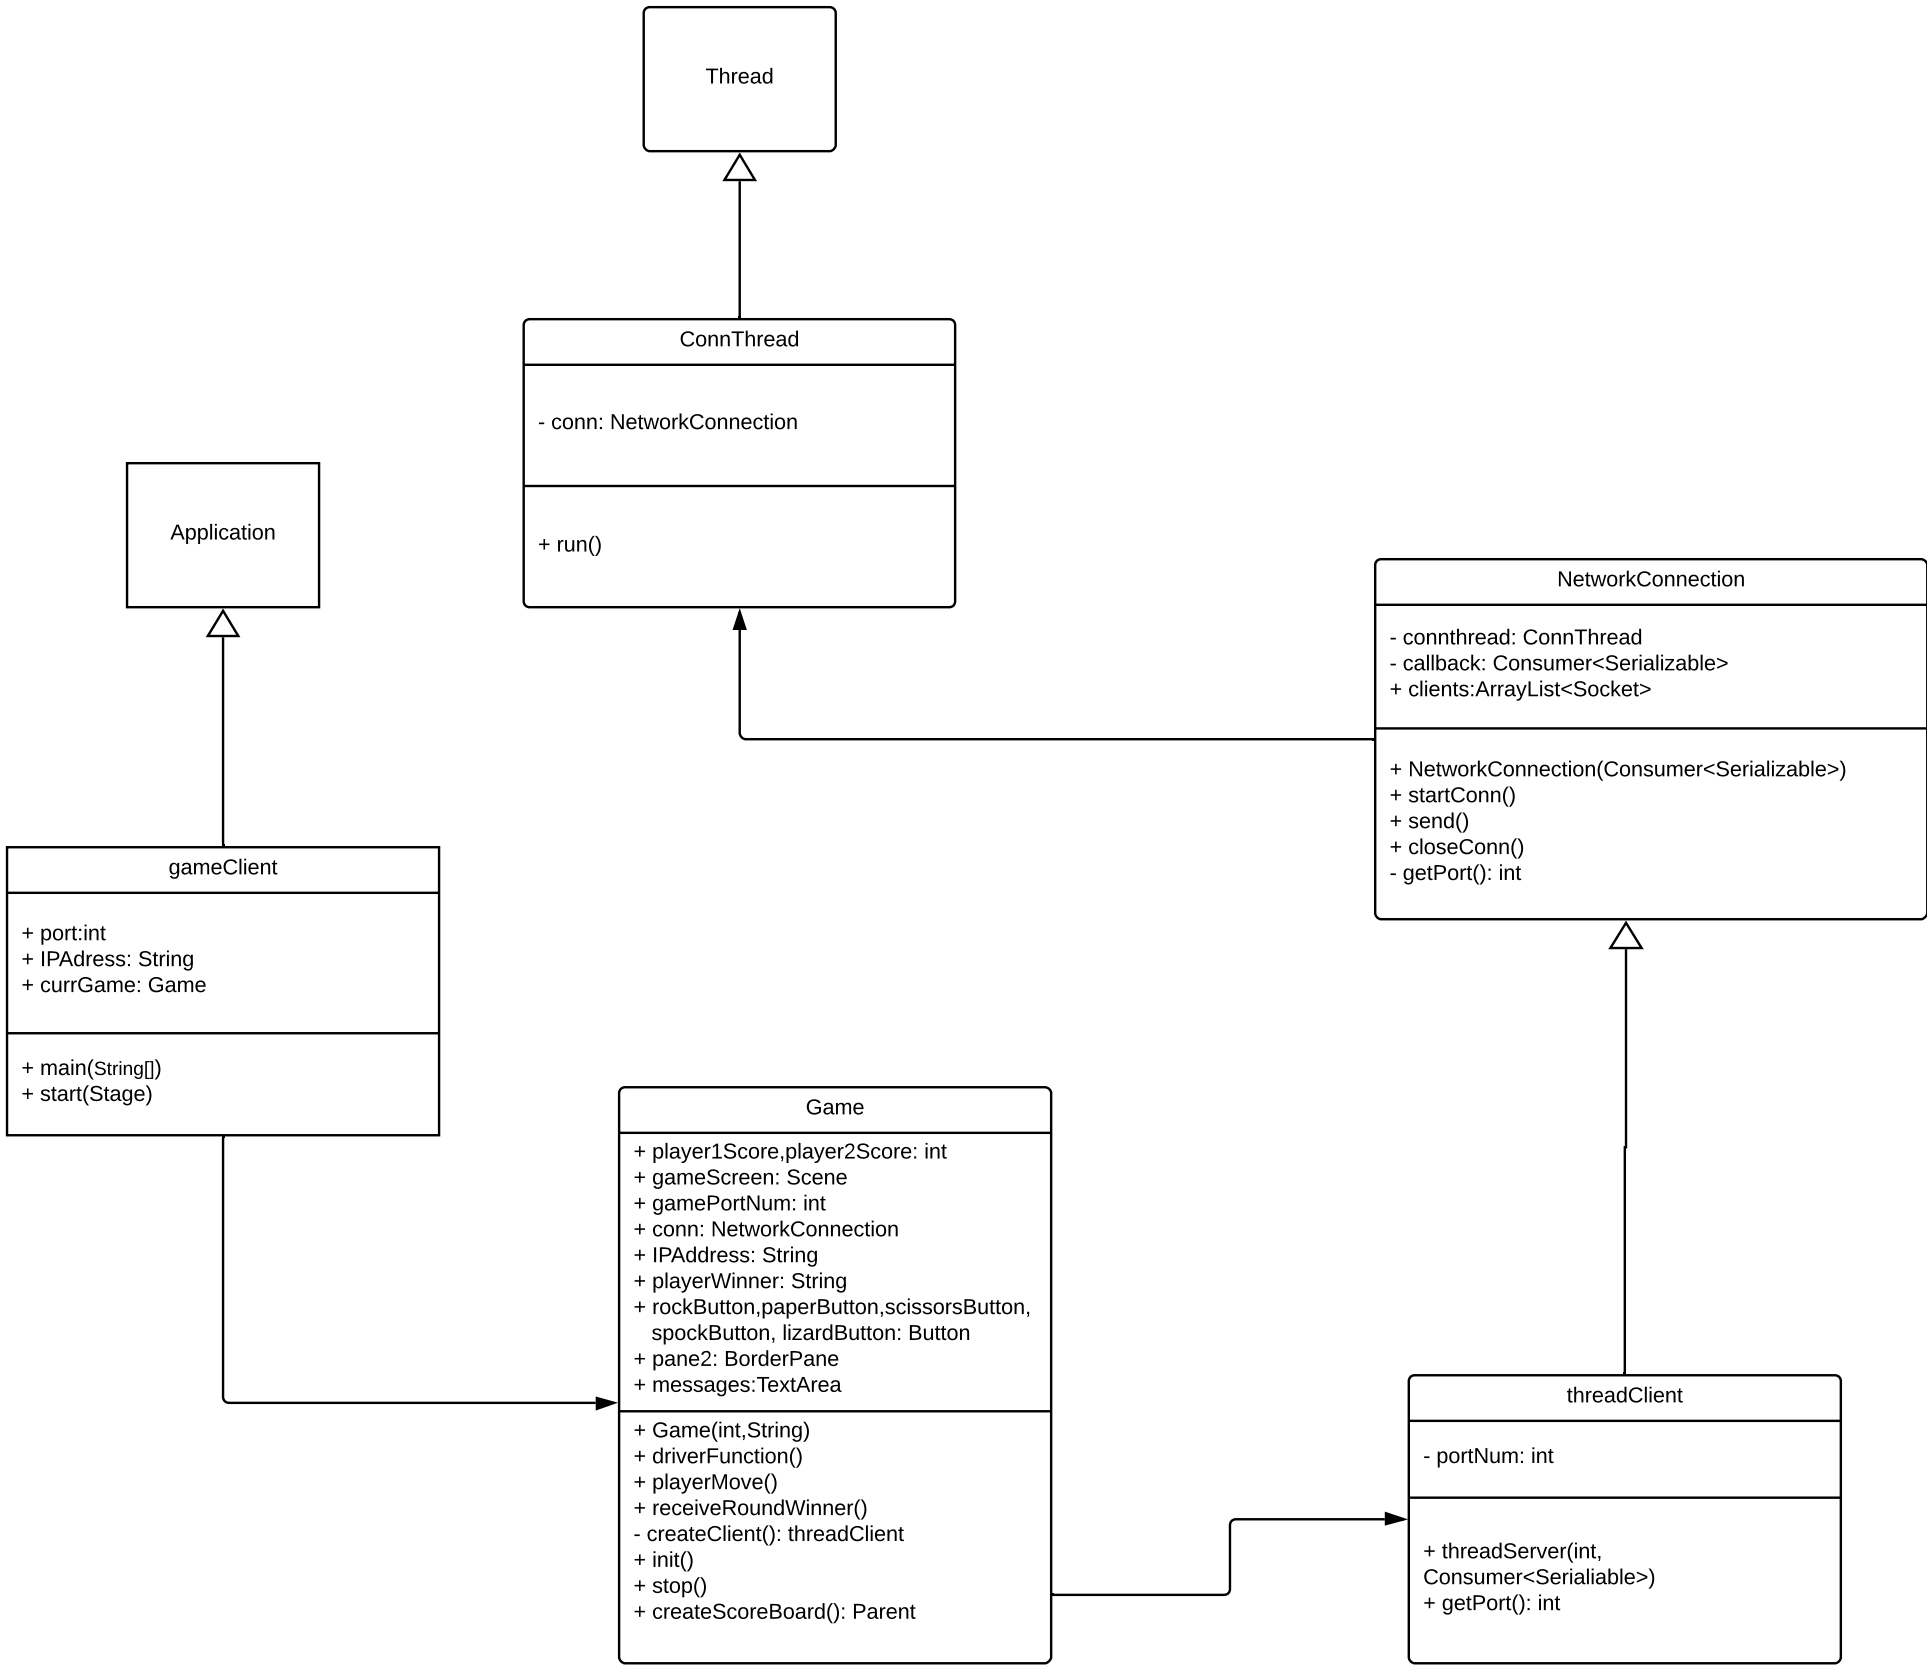 Thread
ConnThread
- conn: NetworkConnection
+ run()
Application
NetworkConnection
- connthread: ConnThread
- callback: Consumer<Serializable>
+ clients:ArrayList<Socket>
+ NetworkConnection(Consumer<Serializable>)
+ startConn()
+ send()
+ closeConn()
- getPort(): int
gameClient
+ port:int
+ IPAdress: String
+ currGame: Game
+ main(String[])
+ start(Stage)
Game
+ player1Score,player2Score: int
+ gameScreen: Scene
+ gamePortNum: int
+ conn: NetworkConnection
+ IPAddress: String
+ playerWinner: String
+ rockButton,paperButton,scissorsButton,
spockButton, lizardButton: Button
+ pane2: BorderPane
+ messages:TextArea
+ Game(int,String)
+ driverFunction()
+ playerMove()
+ receiveRoundWinner()
- createClient(): threadClient
+ init()
+ stop()
+ createScoreBoard(): Parent
threadClient
- portNum: int
+ threadServer(int,
Consumer<Serialiable>)
+ getPort(): int